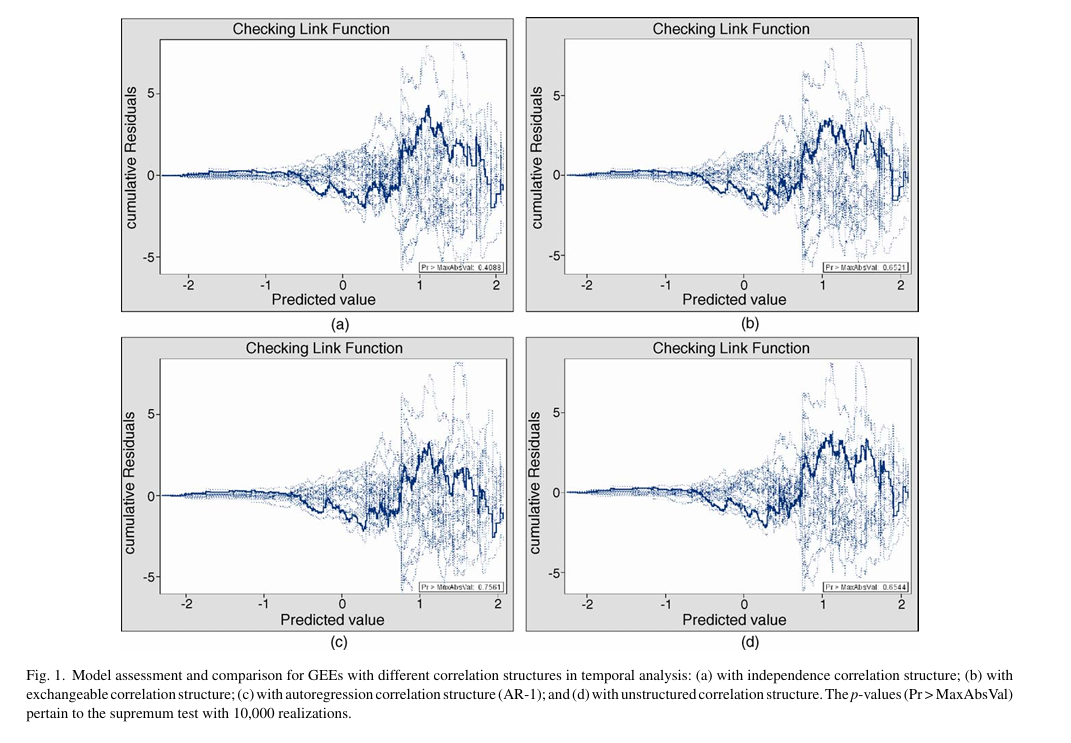 Checking Link Function
cumulative Residuals
5
0
-5
Pr > MaxAbsVal: 0.4088
-2 -1 0 1 2
Predicted value
(a)
Checking Link Function
cumulative Residuals
5
0
-5
Pr > MaxAbsVal: 0.6521
-2 -1 0 1 2
Predicted value
(b)
Checking Link Function
cumulative Residuals
5
0
-5
Pr > MaxAbsVal: 0.7561
-2 -1 0 1 2
Predicted value
(c)
Checking Link Function
cumulative Residuals
5
0
-5
Pr > MaxAbsVal: 0.6544
-2 -1 0 1 2
Predicted value
(d)
Fig. 1. Model assessment and comparison for GEEs with different correlation structures in temporal analysis: (a) with independence correlation structure; (b) with
exchangeable correlation structure; (c) with autoregression correlation structure (AR-1); and (d) with unstructured correlation structure. The p-values (Pr > MaxAbsVal)
pertain to the supremum test with 10,000 realizations.